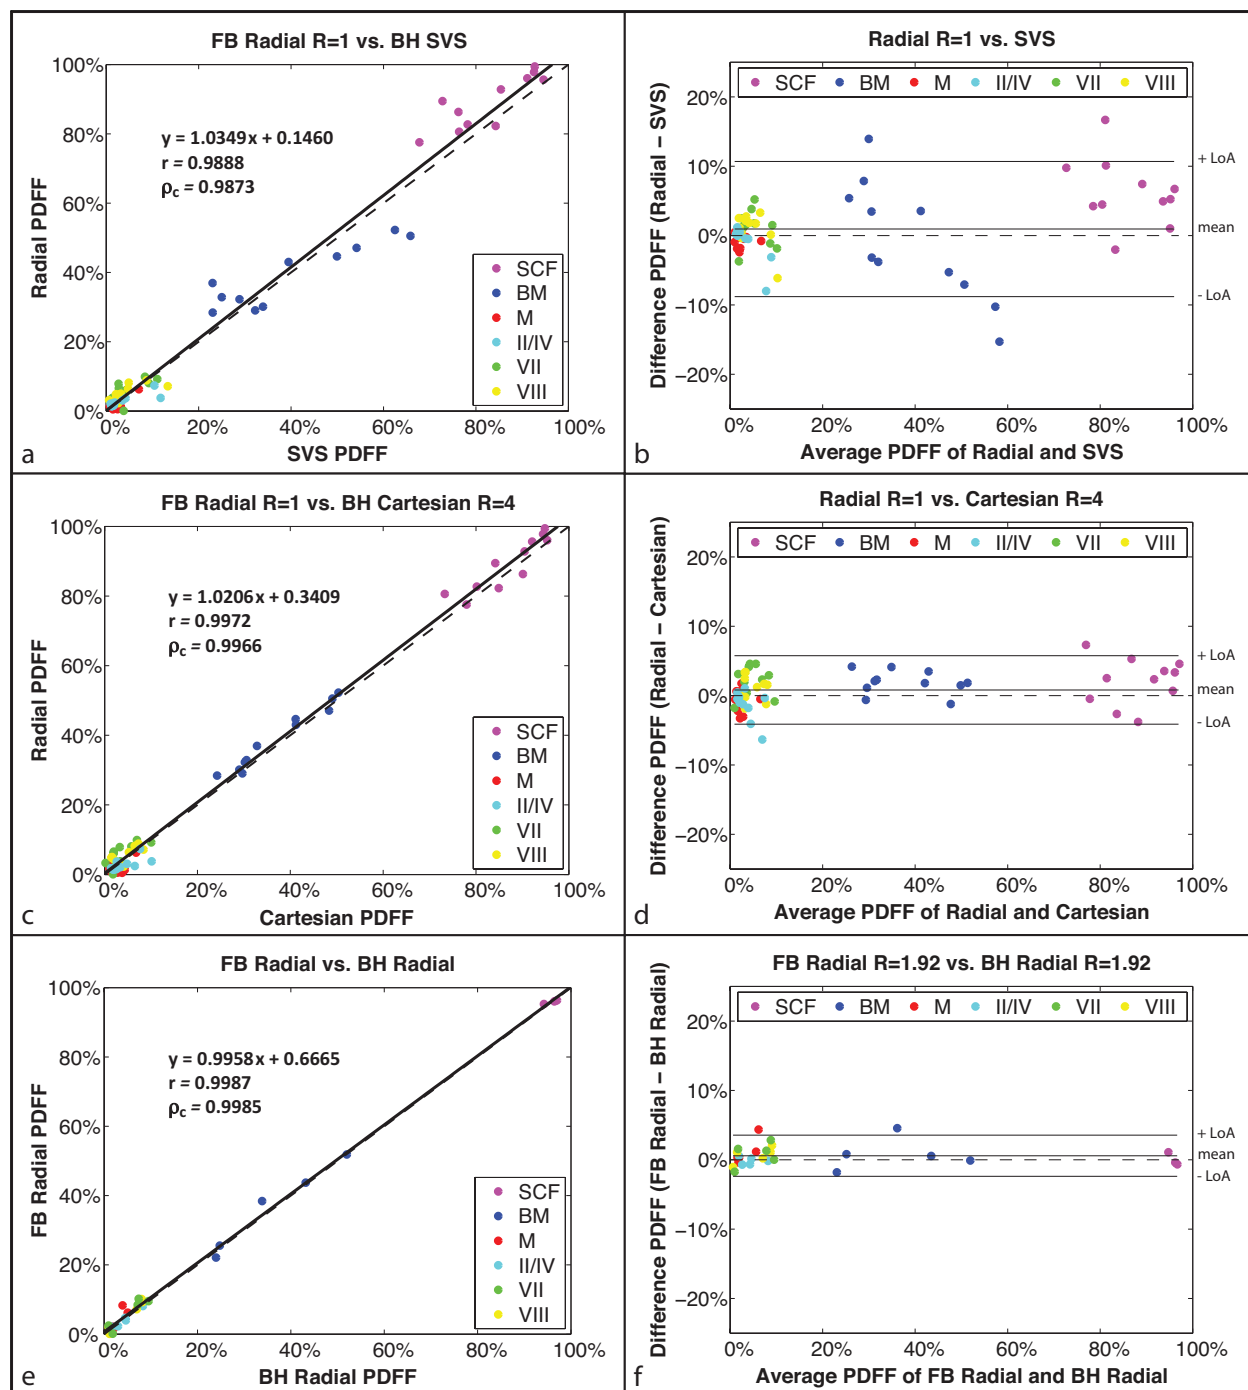 FB Radial R=1 vs. BH SVS
100%
80%
60%
40%
20%
0%
Radial PDFF
y = 1.0349x + 0.1460
r = 0.9888
ρc = 0.9873
SCF
BM
M
II/IV
VII
VIII
0% 20% 40% 60% 80% 100%
SVS PDFF
a
Radial R=1 vs. SVS
SCF BM M II/IV VII VIII
20%
10%
0%
−10%
−20%
Difference PDFF (Radial − SVS)
+ LoA
mean
- LoA
0% 20% 40% 60% 80% 100%
Average PDFF of Radial and SVS
b
FB Radial R=1 vs. BH Cartesian R=4
100%
80%
60%
40%
20%
0%
Radial PDFF
y = 1.0206x + 0.3409
r = 0.9972
ρc = 0.9966
SCF
BM
M
II/IV
VII
VIII
0% 20% 40% 60% 80% 100%
Cartesian PDFF
c
Radial R=1 vs. Cartesian R=4
SCF BM M II/IV VII VIII
20%
10%
0%
−10%
−20%
Difference PDFF (Radial − Cartesian)
+ LoA
mean
- LoA
0% 20% 40% 60% 80% 100%
Average PDFF of Radial and Cartesian
d
FB Radial vs. BH Radial
100%
80%
60%
40%
20%
0%
FB Radial PDFF
y = 0.9958x + 0.6665
r = 0.9987
ρc = 0.9985
SCF
BM
M
II/IV
VII
VIII
0% 20% 40% 60% 80% 100%
BH Radial PDFF
e
FB Radial R=1.92 vs. BH Radial R=1.92
SCF BM M II/IV VII VIII
20%
10%
0%
−10%
−20%
Difference PDFF (FB Radial − BH Radial)
+ LoA
mean
- LoA
0% 20% 40% 60% 80% 100%
Average PDFF of FB Radial and BH Radial
f